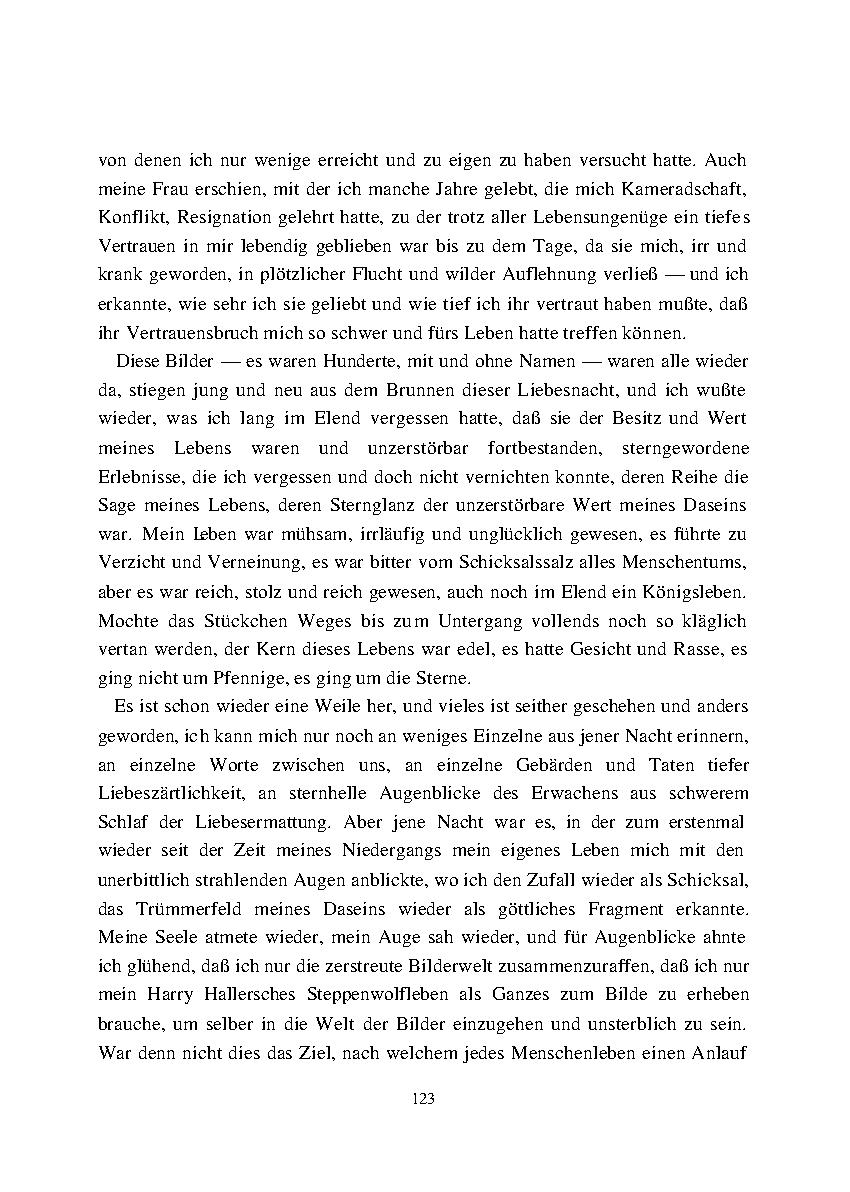 von denen ich nur wenige erreicht und zu eigen zu haben versucht hatte. Auch
meine Frau erschien, mit der ich manche Jahre gelebt, die mich Kameradschaft,
Konflikt, Resignation gelehrt hatte, zu der trotz aller Lebensungenüge ein tiefes
Vertrauen in mir lebendig geblieben war bis zu dem Tage, da sie mich, irr und
krank geworden, in plötzlicher Flucht und wilder Auflehnung verließ — und ich
erkannte, wie sehr ich sie geliebt und wie tief ich ihr vertraut haben mußte, daß
ihr Vertrauensbruch mich so schwer und fürs Leben hatte treffen können.
Diese Bilder — es waren Hunderte, mit und ohne Namen — waren alle wieder
da, stiegen jung und neu aus dem Brunnen dieser Liebesnacht, und ich wußte
wieder, was ich lang im Elend vergessen hatte, daß sie der Besitz und Wert
meines Lebens waren und unzerstörbar fortbestanden, sterngewordene
Erlebnisse, die ich vergessen und doch nicht vernichten konnte, deren Reihe die
Sage meines Lebens, deren Sternglanz der unzerstörbare Wert meines Daseins
war. Mein Leben war mühsam, irrläufig und unglücklich gewesen, es führte zu
Verzicht und Verneinung, es war bitter vom Schicksalssalz alles Menschentums,
aber es war reich, stolz und reich gewesen, auch noch im Elend ein Königsleben.
Mochte das Stückchen Weges bis zum Untergang vollends noch so kläglich
vertan werden, der Kern dieses Lebens war edel, es hatte Gesicht und Rasse, es
ging nicht um Pfennige, es ging um die Sterne.
Es ist schon wieder eine Weile her, und vieles ist seither geschehen und anders
geworden, ich kann mich nur noch an weniges Einzelne aus jener Nacht erinnern,
an einzelne Worte zwischen uns, an einzelne Gebärden und Taten tiefer
Liebeszärtlichkeit, an sternhelle Augenblicke des Erwachens aus schwerem
Schlaf der Liebesermattung. Aber jene Nacht war es, in der zum erstenmal
wieder seit der Zeit meines Niedergangs mein eigenes Leben mich mit den
unerbittlich strahlenden Augen anblickte, wo ich den Zufall wieder als Schicksal,
das Trümmerfeld meines Daseins wieder als göttliches Fragment erkannte.
Meine Seele atmete wieder, mein Auge sah wieder, und für Augenblicke ahnte
ich glühend, daß ich nur die zerstreute Bilderwelt zusammenzuraffen, daß ich nur
mein Harry Hallersches Steppenwolfleben als Ganzes zum Bilde zu erheben
brauche, um selber in die Welt der Bilder einzugehen und unsterblich zu sein.
War denn nicht dies das Ziel, nach welchem jedes Menschenleben einen Anlauf
123